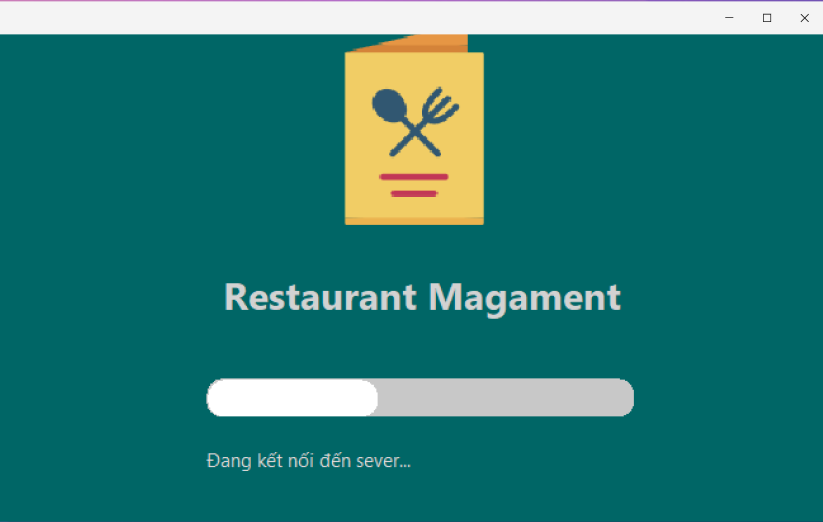 Restaurant Magament
Đang kết nối đến sever...